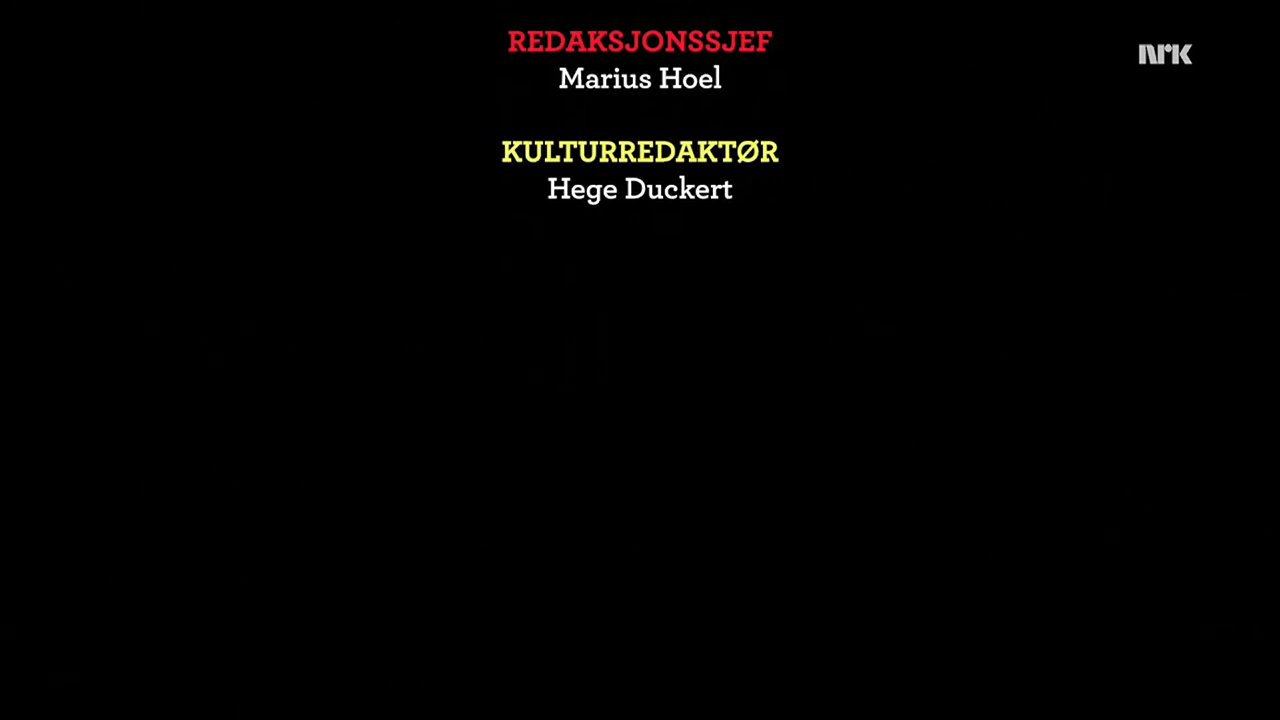 REDAKSJONSSJEF
nrk
Marius Hoel
KULTURREDAKTØR
Hege Duckert